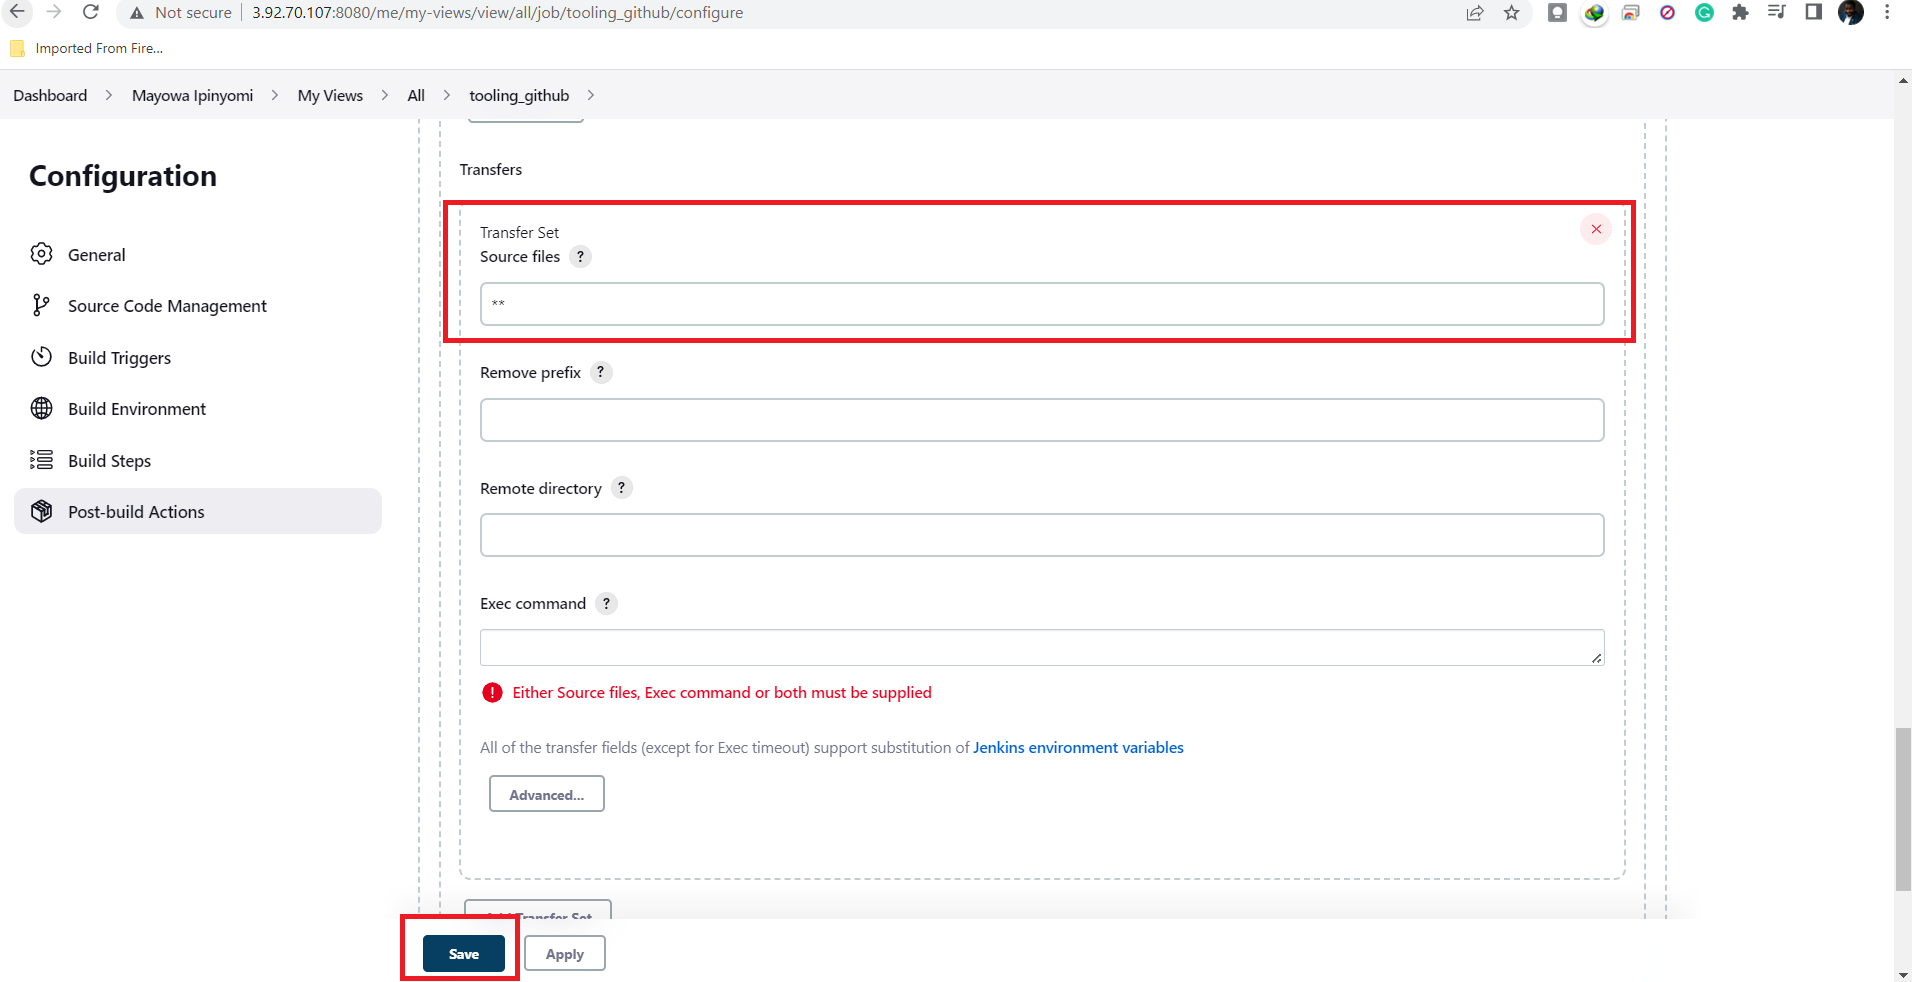 Not secure | 3.92.70.107:8080/me/my-views/view/all/job/tooling_github/configure
Imported From Fire...
Dashboard > Mayowa Ipinyomi > My Views > All > tooling_github >
Configuration
General
Source Code Management
Build Triggers
Build Environment
Build Steps
Post-build Actions
Transfers
Transfer Set
Source files ?
**
Remove prefix ?
Remote directory ?
Exec command ?
Either Source files, Exec command or both must be supplied
All of the transfer fields (except for Exec timeout) support substitution of Jenkins environment variables
Advanced...
Add Transfer Set
Save
Apply